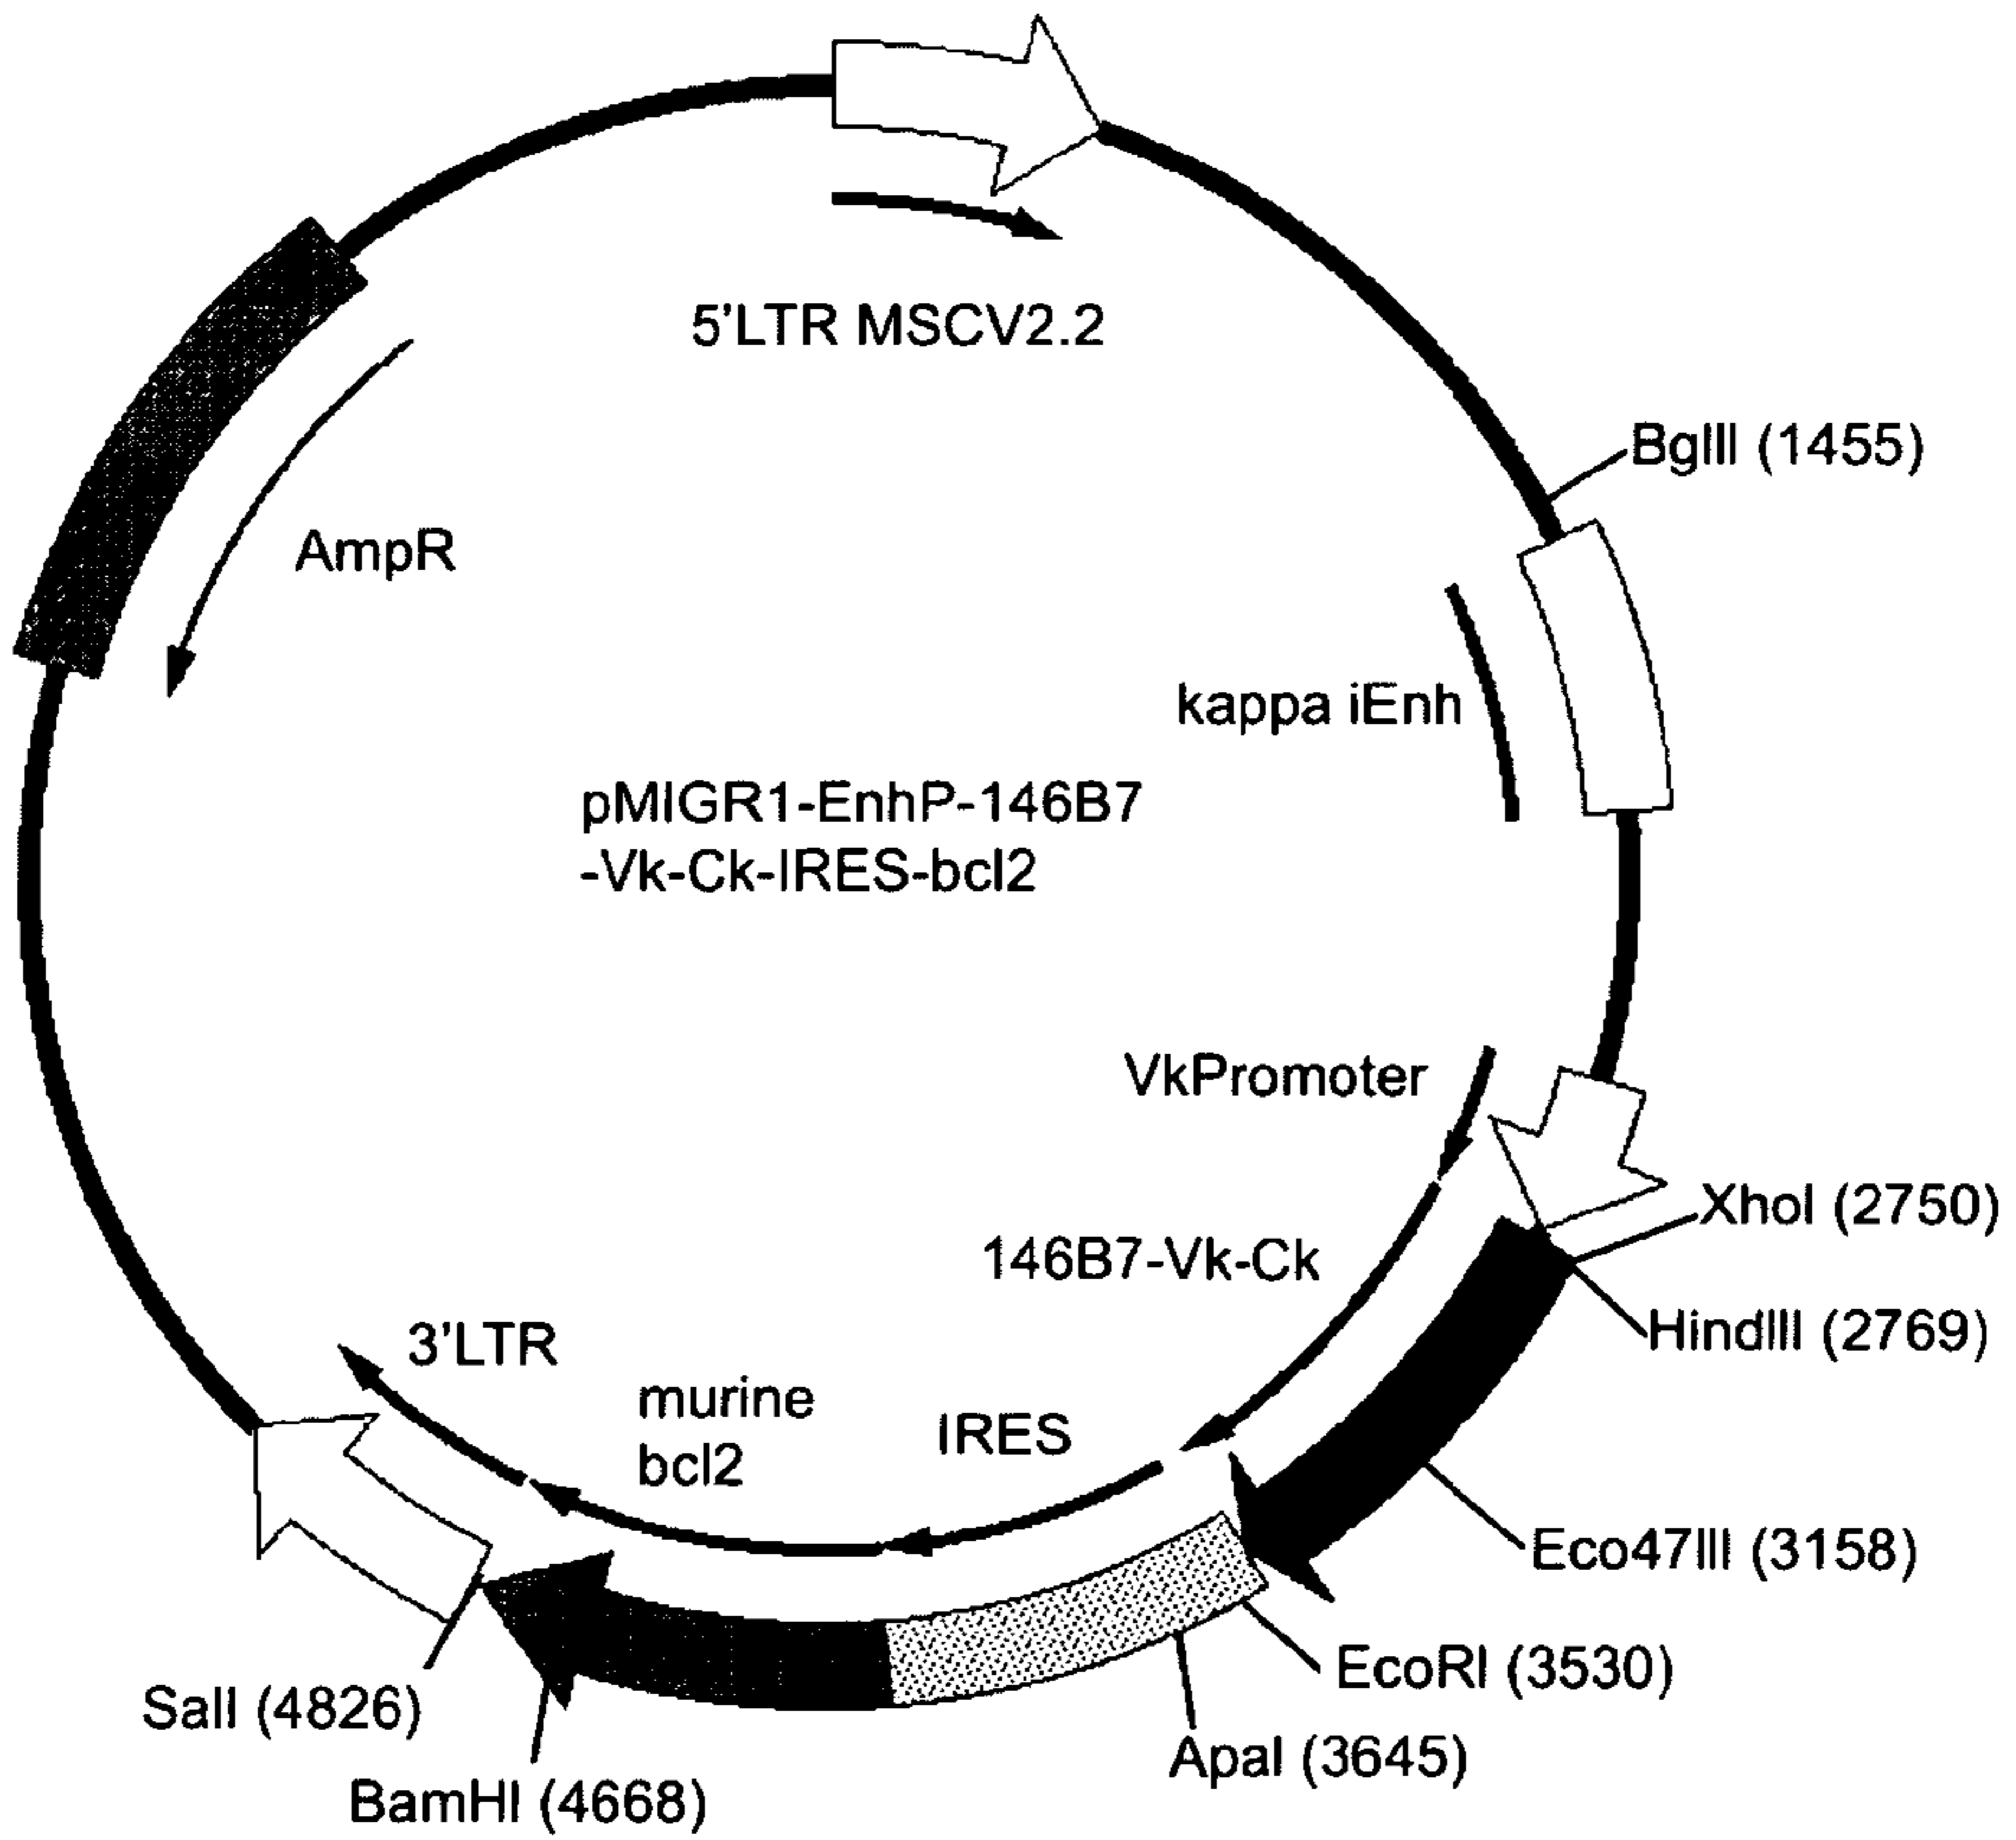 5'LTR MSCV2.2
BglII (1455)
AmpR
kappa iEnh
pMIGR1-EnhP-146B7
-Vk-Ck-IRES-bcl2
VkPromoter
XhoI (2750)
146B7-Vk-Ck
HindIII (2769)
3'LTR
murine
bcl2
IRES
Eco47III (3158)
EcoRI (3530)
SalI (4826)
ApaI (3645)
BamHI (4668)